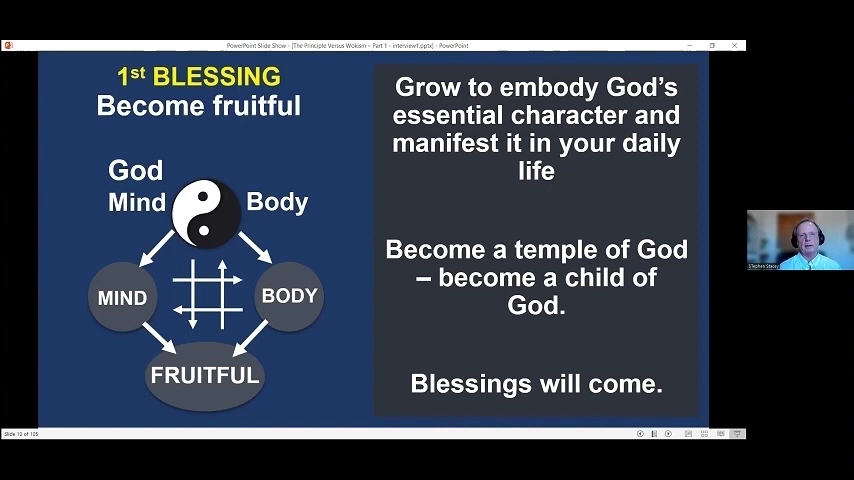 PowerPoint Slide Show - [The Principle Versus Wokism – Part 1 - interview1.pptx] - PowerPoint
1st BLESSING
Become fruitful
God
Mind
Body
MIND
BODY
FRUITFUL
Grow to embody God's
essential character and
manifest it in your daily
life
Become a temple of God
– become a child of
God.
Blessings will come.
STephen Stacey
Slide 10 of 105